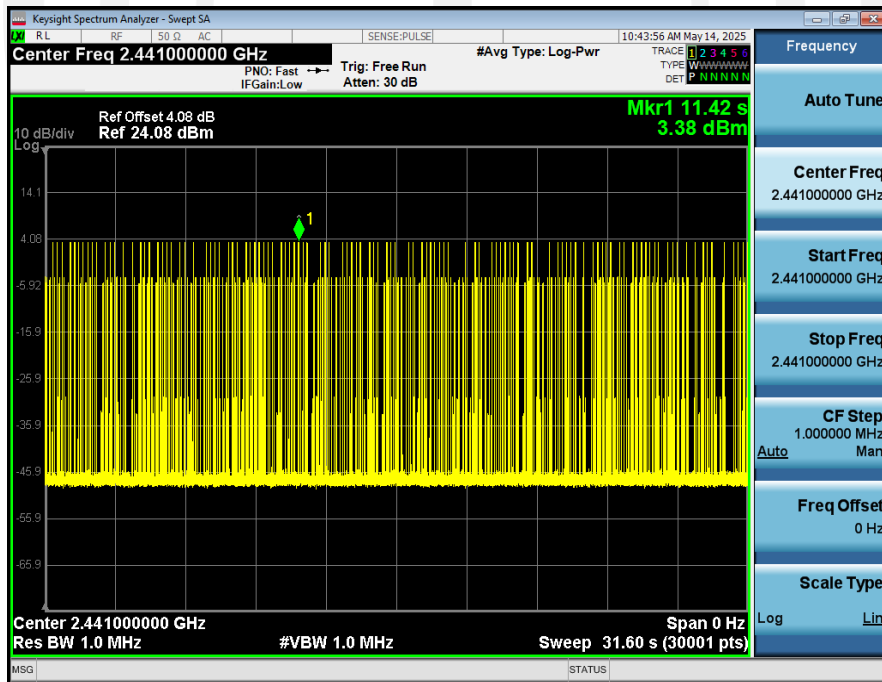 Keysight Spectrum Analyzer - Swept SA
LXI RL RF 50 Ω AC SENSE:PULSE 10:43:56 AM May 14, 2025
Center Freq 2.441000000 GHz
PNO: Fast
IFGain:Low
Trig: Free Run
Atten: 30 dB
#Avg Type: Log-Pwr
TRACE 1 2 3 4 5 6
TYPE WWWWWWW
DET P N N N N N
Mkr1 11.42 s
3.38 dBm
Ref Offset 4.08 dB
10 dB/div Ref 24.08 dBm
Log
14.1
4.08
-5.92
-15.9
-25.9
-35.9
-45.9
-55.9
-65.9
1
Center 2.441000000 GHz Span 0 Hz
Res BW 1.0 MHz #VBW 1.0 MHz Sweep 31.60 s (30001 pts)
MSG STATUS
Frequency
Auto Tune
Center Freq
2.441000000 GHz
Start Freq
2.441000000 GHz
Stop Freq
2.441000000 GHz
CF Step
1.000000 MHz
Auto Man
Freq Offset
0 Hz
Scale Type
Log Lin